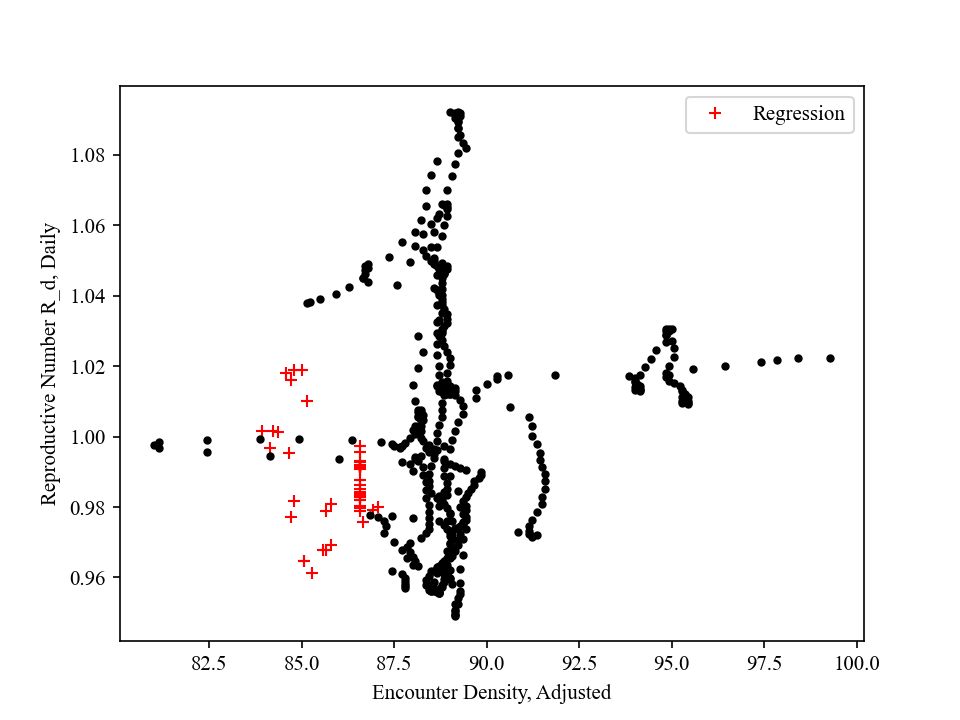 Regression
1.08
1.06
1.04
1.02
1.00
0.98
0.96
Reproductive Number R_d, Daily
82.5 85.0 87.5 90.0 92.5 95.0 97.5 100.0
Encounter Density, Adjusted